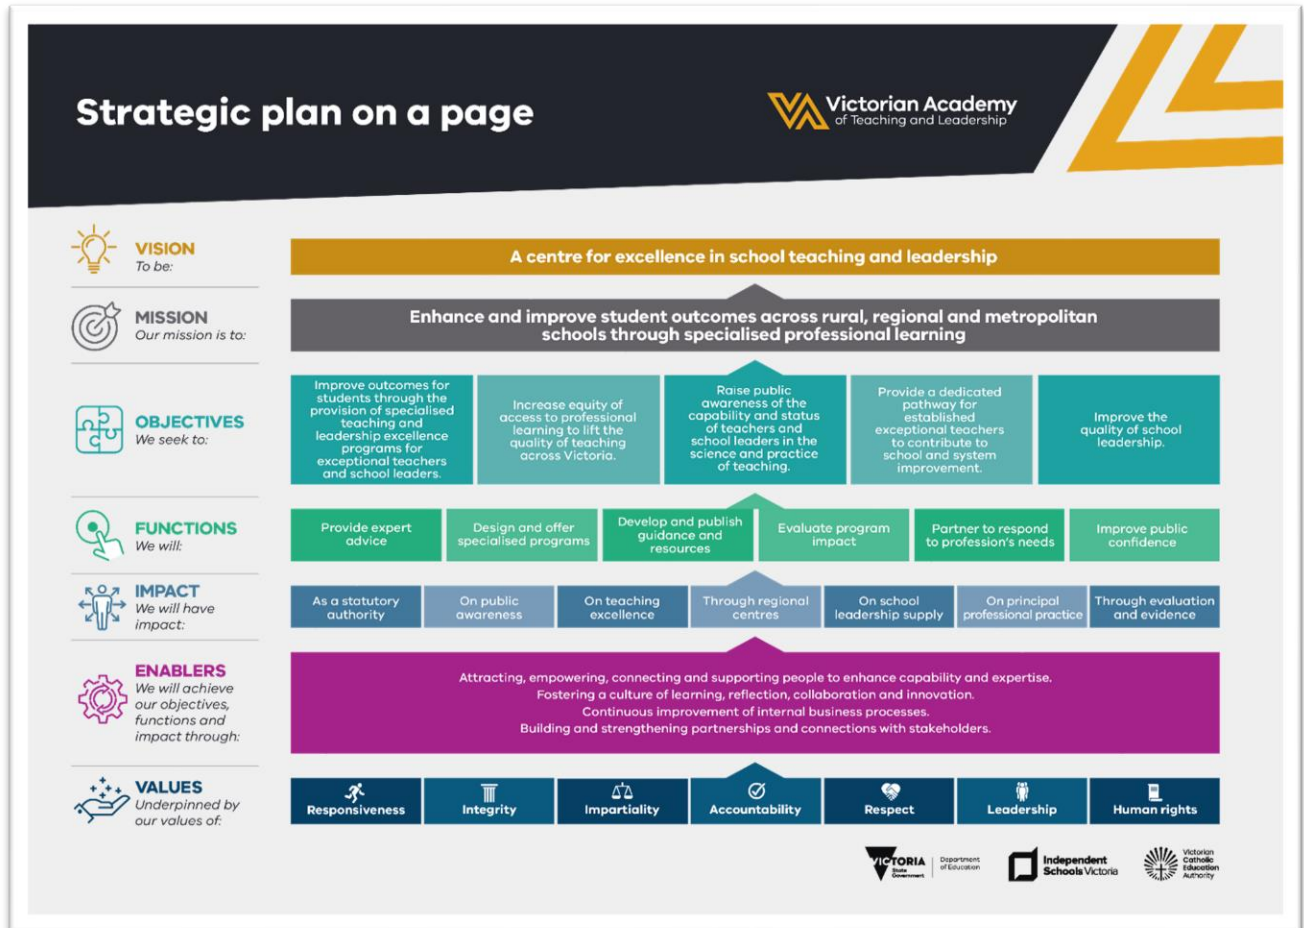 Strategic plan on a page
Victorian Academy
of Teaching and Leadership
VISION
To be:
A centre for excellence in school teaching and leadership
MISSION
Our mission is to:
Enhance and improve student outcomes across rural, regional and metropolitan
schools through specialised professional learning
OBJECTIVES
We seek to:
Improve outcomes for
students through the
provision of specialised
teaching and
leadership excellence
programs for
exceptional teachers
and school leaders.
Increase equity of
access to professional
learning to lift the
quality of teaching
across Victoria.
Raise public
awareness of the
capability and status
of teachers and
school leaders in the
science and practice
of teaching.
Provide a dedicated
pathway for
established
exceptional teachers
to contribute to
school and system
improvement.
Improve the
quality of school
leadership.
FUNCTIONS
We will:
Provide expert
advice
Design and offer
specialised programs
Develop and publish
guidance and
resources
Evaluate program
impact
Partner to respond
to profession's needs
Improve public
confidence
IMPACT
We will have
impact:
As a statutory
authority
On public
awareness
On teaching
excellence
Through regional
centres
On school
leadership supply
On principal
professional practice
Through evaluation
and evidence
ENABLERS
We will achieve
our objectives,
functions and
impact through:
Attracting, empowering, connecting and supporting people to enhance capability and expertise.
Fostering a culture of learning, reflection, collaboration and innovation.
Continuous improvement of internal business processes.
Building and strengthening partnerships and connections with stakeholders.
VALUES
Underpinned by
our values of:
Responsiveness
Integrity
Impartiality
Accountability
Respect
Leadership
Human rights
VICTORIA
State
Government
Department
of Education
Independent
Schools Victoria
Victorian
Catholic
Education
Authority